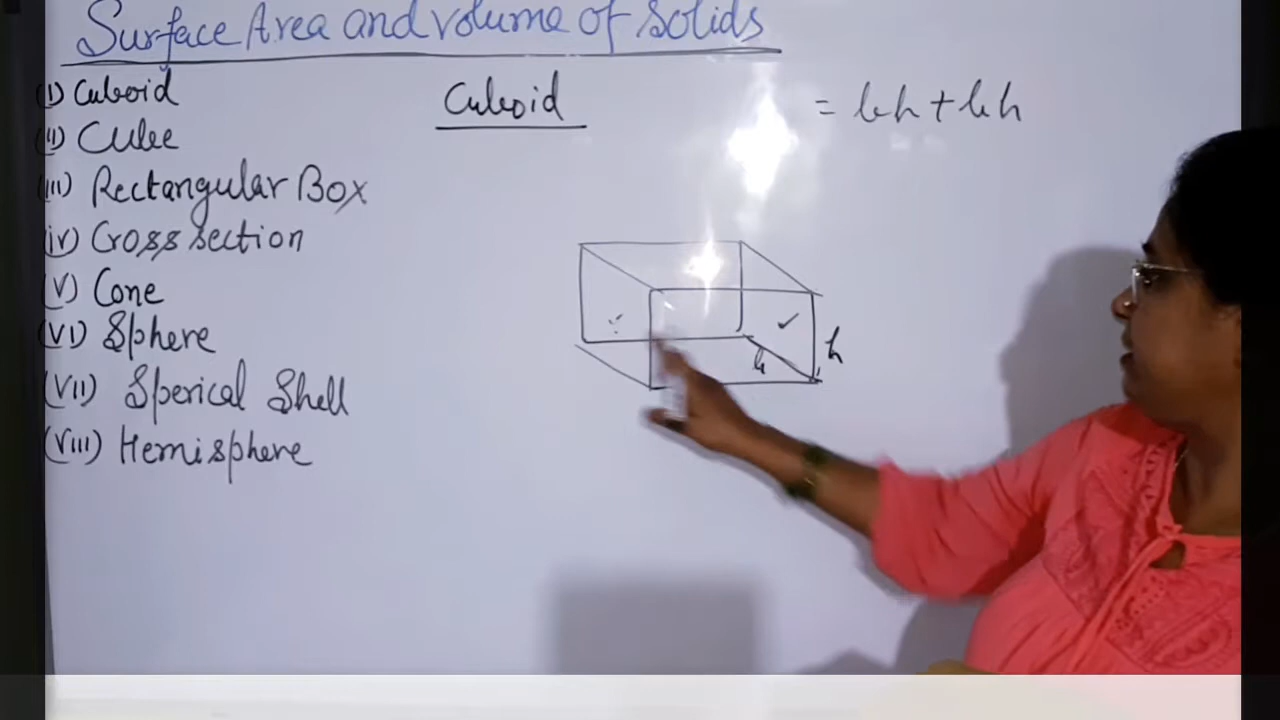 Surface Area and volume of solids
(I) Cuboid
(II) Cube
(III) Rectangular Box
(iv) Cross section
(V) Cone
(VI) Sphere
(VII) Sperical Shell
(VIII) Hemisphere
Cuboid
= bh + bh
h
b